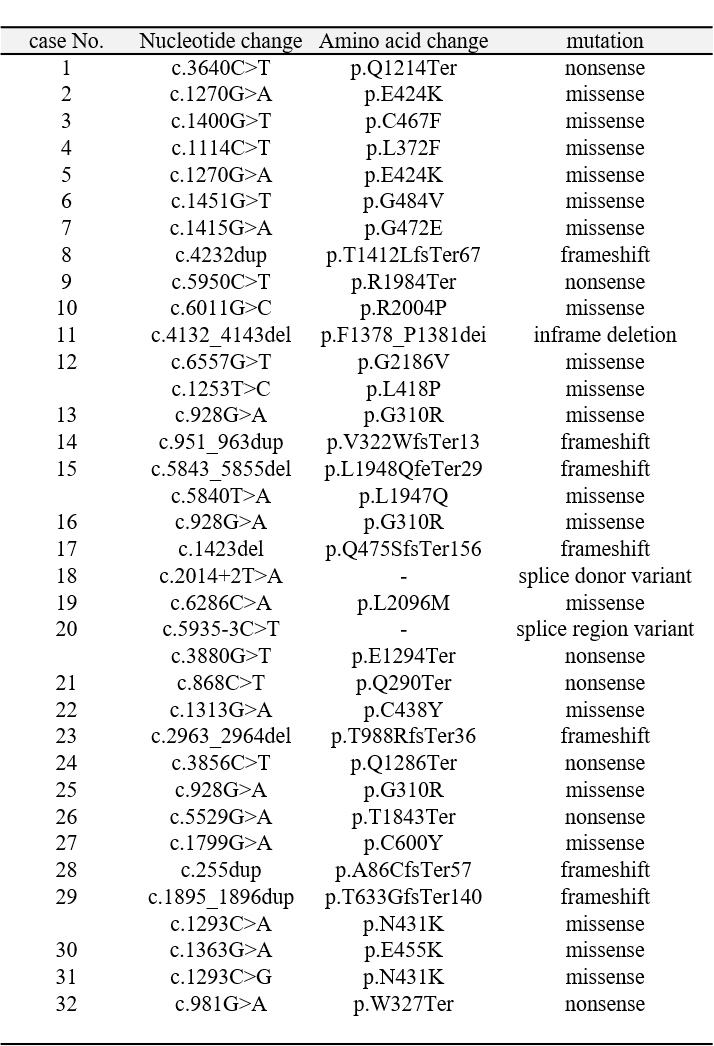 case No. Nucleotide change Amino acid change mutation
1 c.3640C>T p.Q1214Ter nonsense
2 c.1270G>A p.E424K missense
3 c.1400G>T p.C467F missense
4 c.1114C>T p.L372F missense
5 c.1270G>A p.E424K missense
6 c.1451G>T p.G484V missense
7 c.1415G>A p.G472E missense
8 c.4232dup p.T1412LfsTer67 frameshift
9 c.5950C>T p.R1984Ter nonsense
10 c.6011G>C p.R2004P missense
11 c.4132_4143del p.F1378_P1381dei inframe deletion
12 c.6557G>T p.G2186V missense
c.1253T>C p.L418P missense
13 c.928G>A p.G310R missense
14 c.951_963dup p.V322WfsTer13 frameshift
15 c.5843_5855del p.L1948QfeTer29 frameshift
c.5840T>A p.L1947Q missense
16 c.928G>A p.G310R missense
17 c.1423del p.Q475SfsTer156 frameshift
18 c.2014+2T>A - splice donor variant
19 c.6286C>A p.L2096M missense
20 c.5935-3C>T - splice region variant
c.3880G>T p.E1294Ter nonsense
21 c.868C>T p.Q290Ter nonsense
22 c.1313G>A p.C438Y missense
23 c.2963_2964del p.T988RfsTer36 frameshift
24 c.3856C>T p.Q1286Ter nonsense
25 c.928G>A p.G310R missense
26 c.5529G>A p.T1843Ter nonsense
27 c.1799G>A p.C600Y missense
28 c.255dup p.A86CfsTer57 frameshift
29 c.1895_1896dup p.T633GfsTer140 frameshift
c.1293C>A p.N431K missense
30 c.1363G>A p.E455K missense
31 c.1293C>G p.N431K missense
32 c.981G>A p.W327Ter nonsense